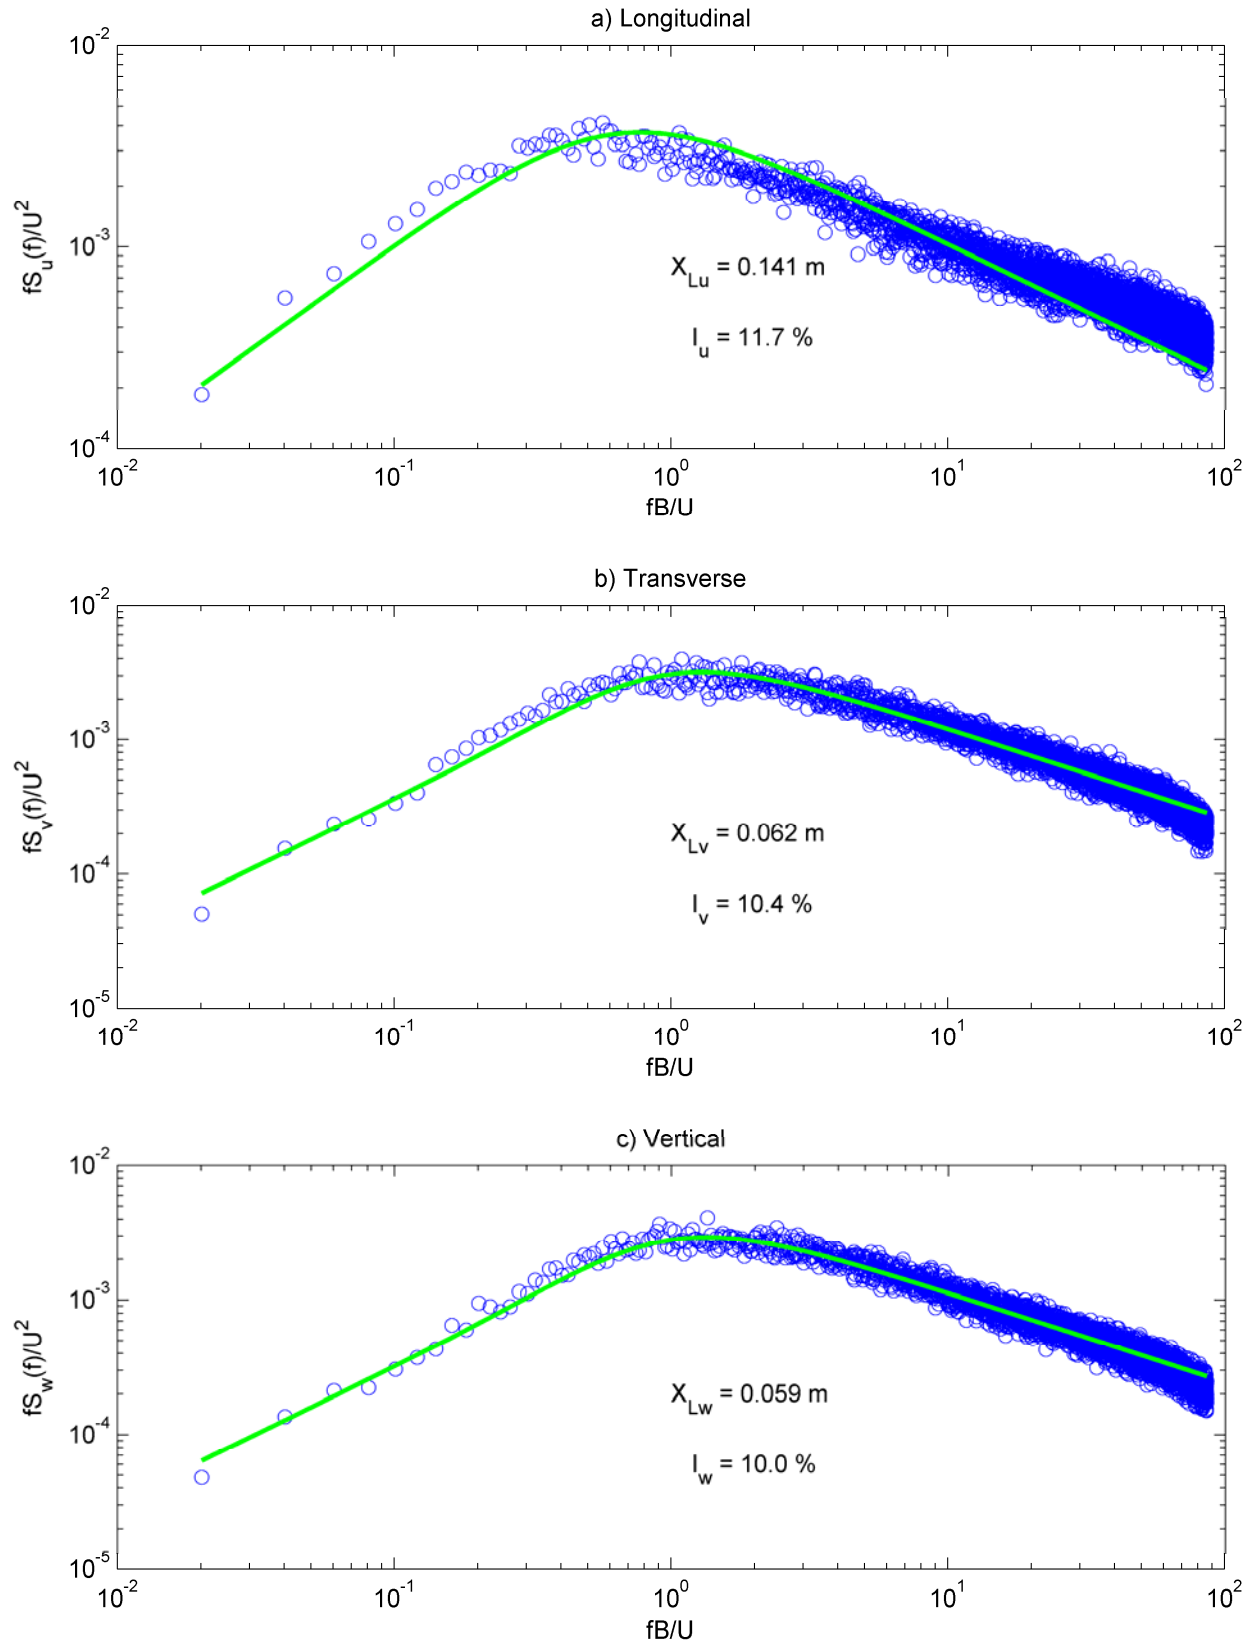 a) Longitudinal
10^-2
10^-3
10^-4
fS_u(f)/U^2
X_Lu = 0.141 m
I_u = 11.7 %
10^-2 10^-1 10^0 10^1 10^2
fB/U
b) Transverse
10^-2
10^-3
10^-4
10^-5
fS_v(f)/U^2
X_Lv = 0.062 m
I_v = 10.4 %
10^-2 10^-1 10^0 10^1 10^2
fB/U
c) Vertical
10^-2
10^-3
10^-4
10^-5
fS_w(f)/U^2
X_Lw = 0.059 m
I_w = 10.0 %
10^-2 10^-1 10^0 10^1 10^2
fB/U